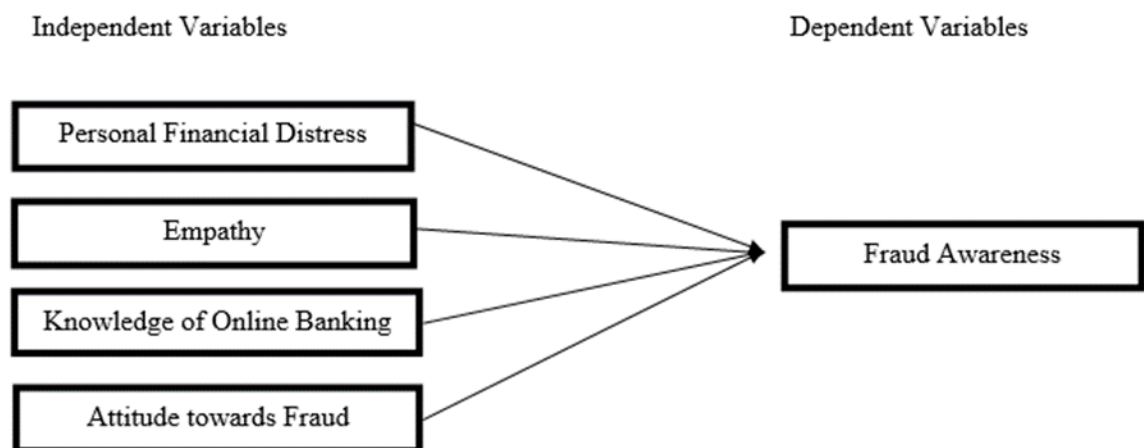 Independent Variables
Dependent Variables
Personal Financial Distress
Empathy
Knowledge of Online Banking
Attitude towards Fraud
Fraud Awareness